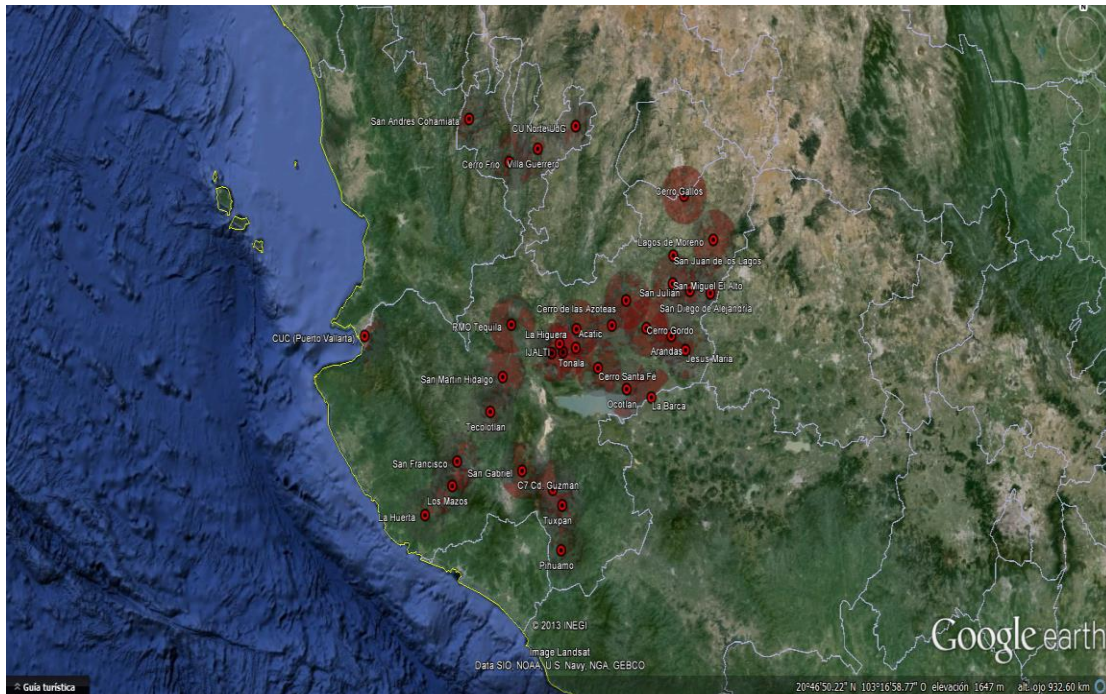 San Andres Cohamiata
CU Norte UdG
Cerro Frio
Villa Guerrero
Cerro Gallos
Lagos de Moreno
San Juan de los Lagos
San Miguel El Alto
San Julian
Cerro de las Azoteas
San Diego de Alejandria
PMO Tequila
La Higuera
Acatic
Cerro Gordo
CUC (Puerto Vallarta)
IJALTI
Tonala
Arandas
Jesus Maria
San Martin Hidalgo
Cerro Santa Fe
Ocotlan
La Barca
Tecolotlan
San Francisco
San Gabriel
C7 Cd. Guzman
Los Mazos
Tuxpan
La Huerta
Pihuamo
© 2013 INEGI
Image Landsat
Data SIO, NOAA, U.S. Navy, NGA, GEBCO
Google earth
Guía turística
20°46'50.22" N 103°16'58.77" O elevación 1647 m alt. ojo 932.60 km